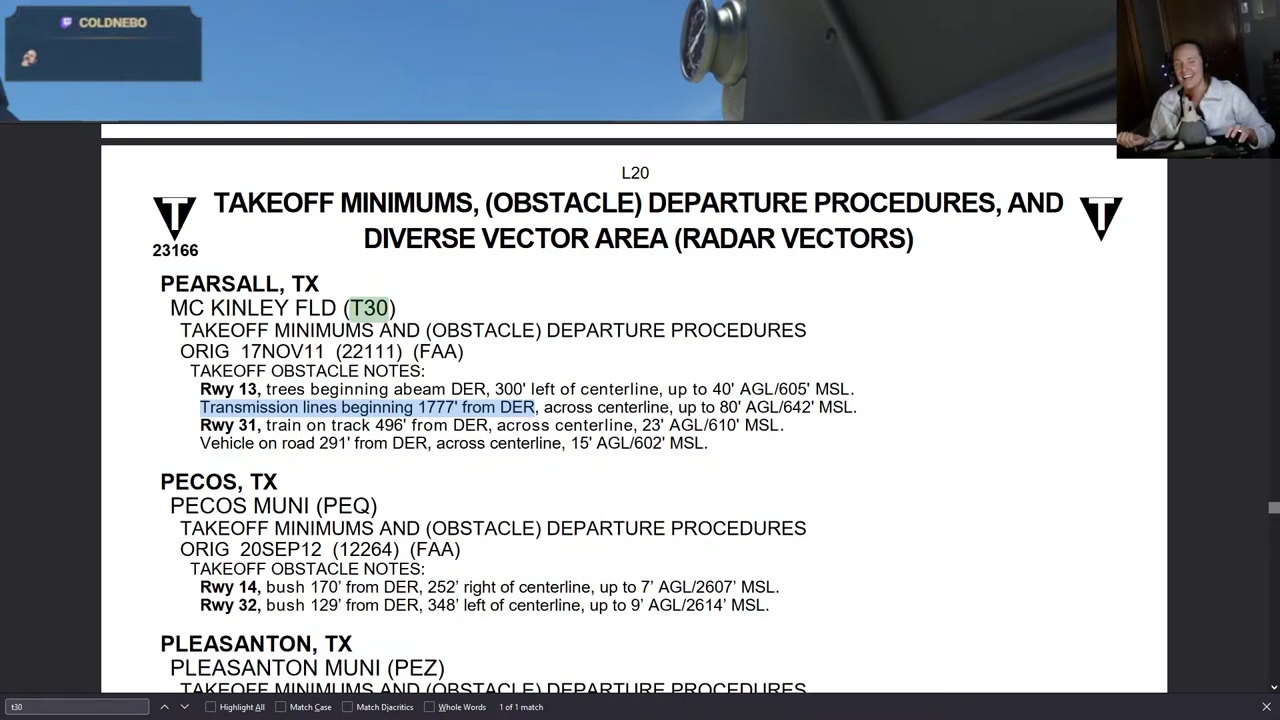 COLDNEBO
L20
T TAKEOFF MINIMUMS, (OBSTACLE) DEPARTURE PROCEDURES, AND T
23166 DIVERSE VECTOR AREA (RADAR VECTORS)
PEARSALL, TX
MC KINLEY FLD (T30)
TAKEOFF MINIMUMS AND (OBSTACLE) DEPARTURE PROCEDURES
ORIG 17NOV11 (22111) (FAA)
TAKEOFF OBSTACLE NOTES:
Rwy 13, trees beginning abeam DER, 300' left of centerline, up to 40' AGL/605' MSL.
Transmission lines beginning 1777' from DER, across centerline, up to 80' AGL/642' MSL.
Rwy 31, train on track 496' from DER, across centerline, 23' AGL/610' MSL.
Vehicle on road 291' from DER, across centerline, 15' AGL/602' MSL.
PECOS, TX
PECOS MUNI (PEQ)
TAKEOFF MINIMUMS AND (OBSTACLE) DEPARTURE PROCEDURES
ORIG 20SEP12 (12264) (FAA)
TAKEOFF OBSTACLE NOTES:
Rwy 14, bush 170' from DER, 252' right of centerline, up to 7' AGL/2607' MSL.
Rwy 32, bush 129' from DER, 348' left of centerline, up to 9' AGL/2614' MSL.
PLEASANTON, TX
PLEASANTON MUNI (PEZ)
TAKEOFF MINIMUMS AND (OBSTACLE) DEPARTURE PROCEDURES
t30 Highlight All Match Case Match Diacritics Whole Words 1 of 1 match